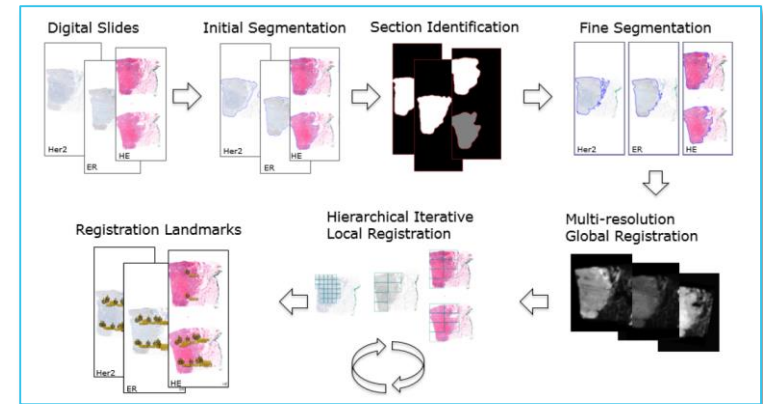 Digital Slides
Initial Segmentation
Section Identification
Fine Segmentation
Her2
ER
HE
Her2
ER
HE
Her2
ER
HE
Registration Landmarks
Hierarchical Iterative
Local Registration
Multi-resolution
Global Registration
Her2
ER
HE